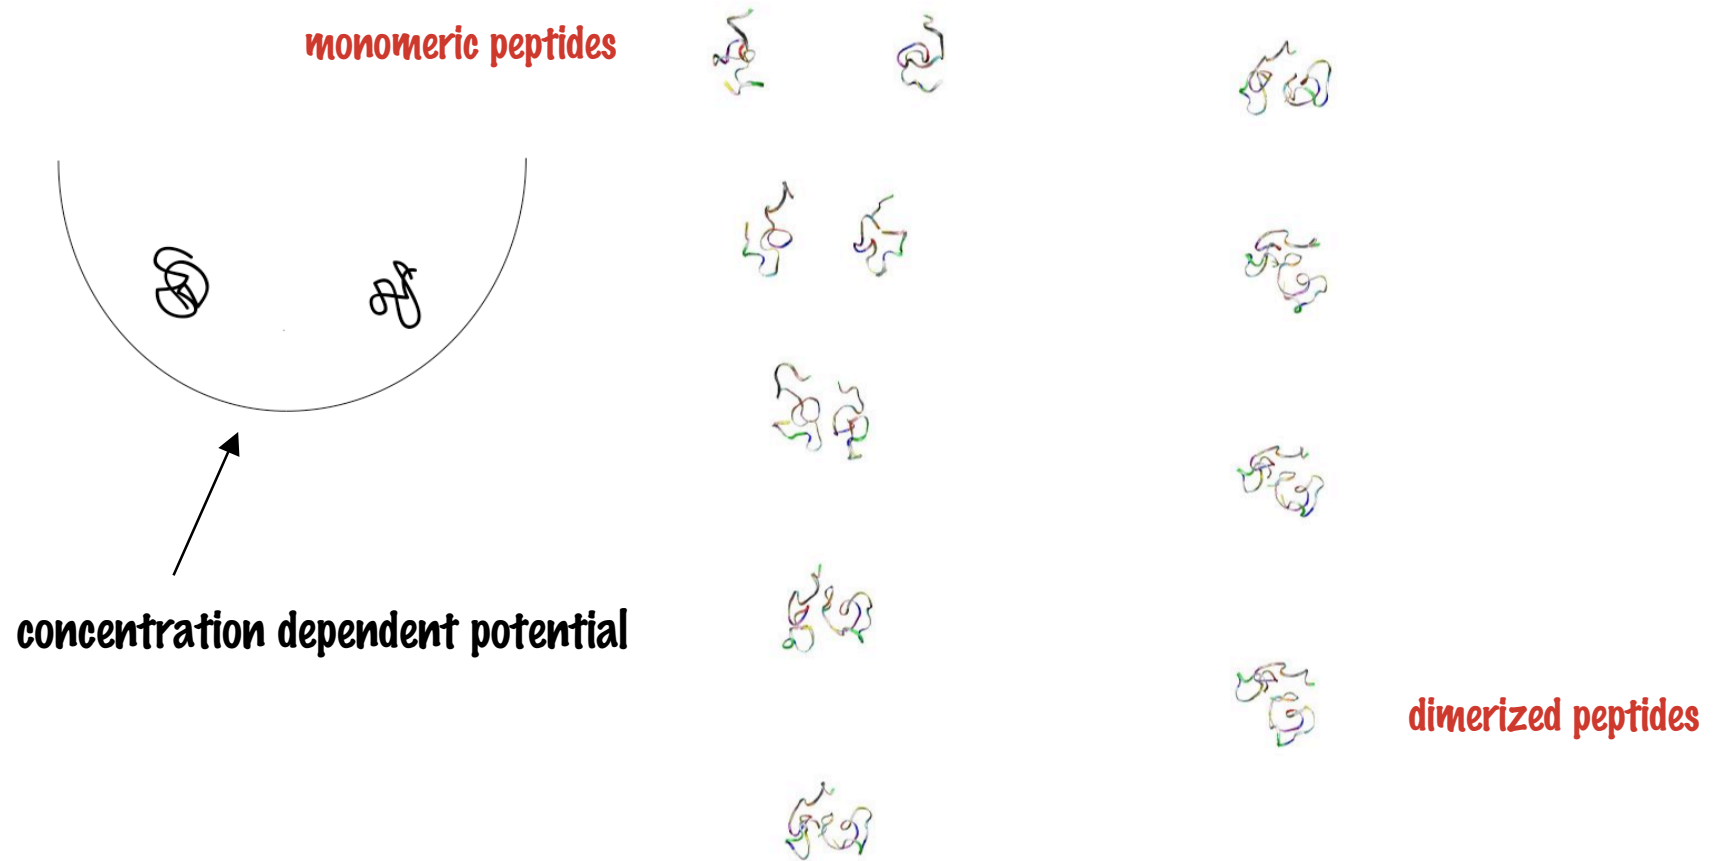 monomeric peptides
concentration dependent potential
dimerized peptides